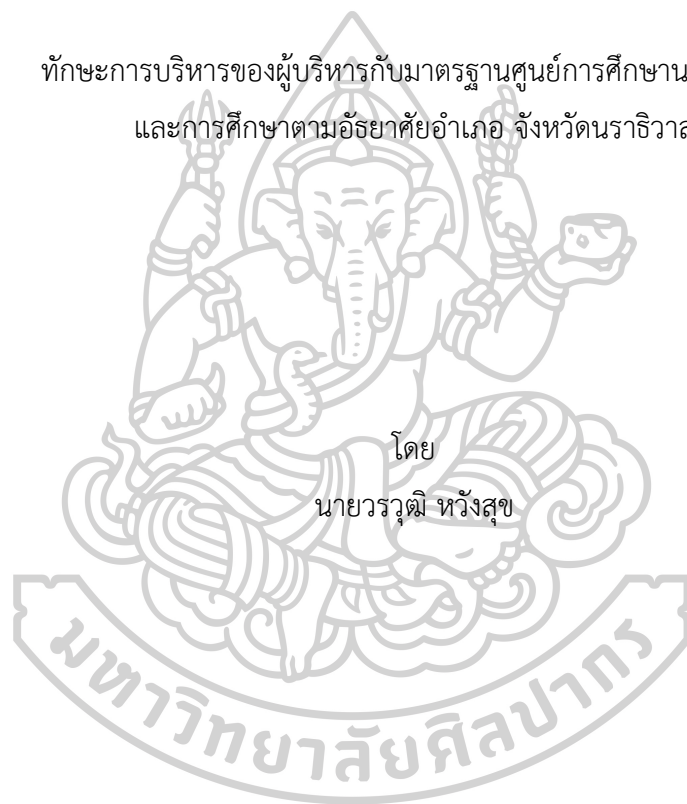 ทักษะการบริหารของผู้บริหารกับมาตรฐานศูนย์การศึกษาน
และการศึกษาตามอัธยาศัยอำเภอ จังหวัดนราธิวาส
โดย
นายวรวุฒิ หวังสุข
มหาวิทยาลัยศิลปากร